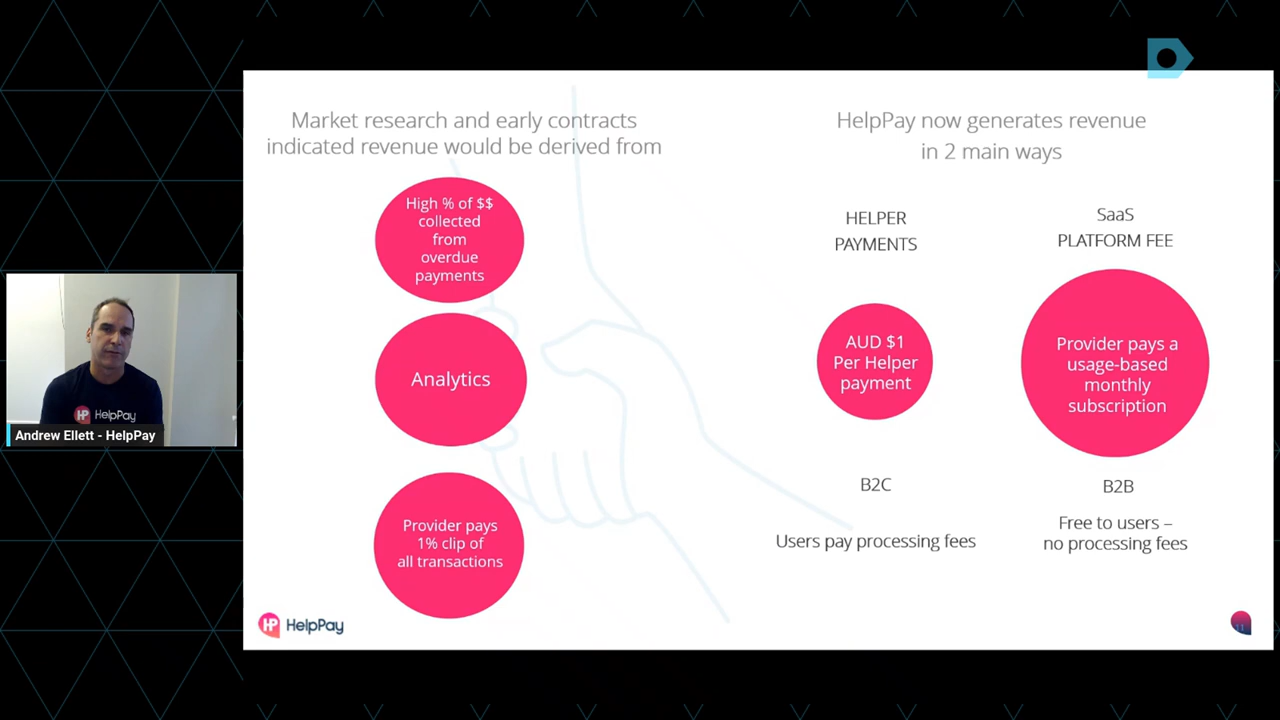 Market research and early contracts
indicated revenue would be derived from
High % of $$
collected
from
overdue
payments
Analytics
Provider pays
1% clip of
all transactions
HelpPay now generates revenue
in 2 main ways
HELPER
PAYMENTS
AUD $1
Per Helper
payment
B2C
Users pay processing fees
SaaS
PLATFORM FEE
Provider pays a
usage-based
monthly
subscription
B2B
Free to users –
no processing fees
HP HelpPay
HP HelpPay
Andrew Ellett - HelpPay